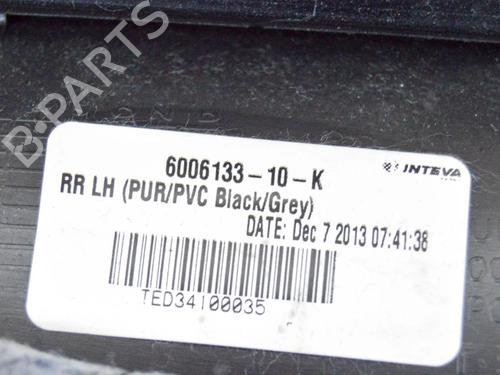 B-PARTS
6006133-10-K
INTEVA
RR LH (PUR/PVC Black/Grey)
DATE: Dec 7 2013 07:41:38
TED34100035